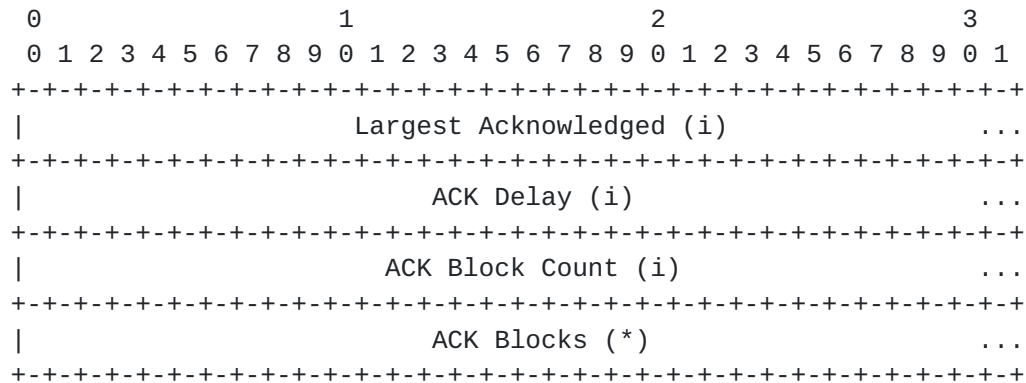 0                   1                   2                   3
 0 1 2 3 4 5 6 7 8 9 0 1 2 3 4 5 6 7 8 9 0 1 2 3 4 5 6 7 8 9 0 1
+-+-+-+-+-+-+-+-+-+-+-+-+-+-+-+-+-+-+-+-+-+-+-+-+-+-+-+-+-+-+-+-+
|                     Largest Acknowledged (i)                ...
+-+-+-+-+-+-+-+-+-+-+-+-+-+-+-+-+-+-+-+-+-+-+-+-+-+-+-+-+-+-+-+-+
|                          ACK Delay (i)                      ...
+-+-+-+-+-+-+-+-+-+-+-+-+-+-+-+-+-+-+-+-+-+-+-+-+-+-+-+-+-+-+-+-+
|                       ACK Block Count (i)                   ...
+-+-+-+-+-+-+-+-+-+-+-+-+-+-+-+-+-+-+-+-+-+-+-+-+-+-+-+-+-+-+-+-+
|                          ACK Blocks (*)                     ...
+-+-+-+-+-+-+-+-+-+-+-+-+-+-+-+-+-+-+-+-+-+-+-+-+-+-+-+-+-+-+-+-+